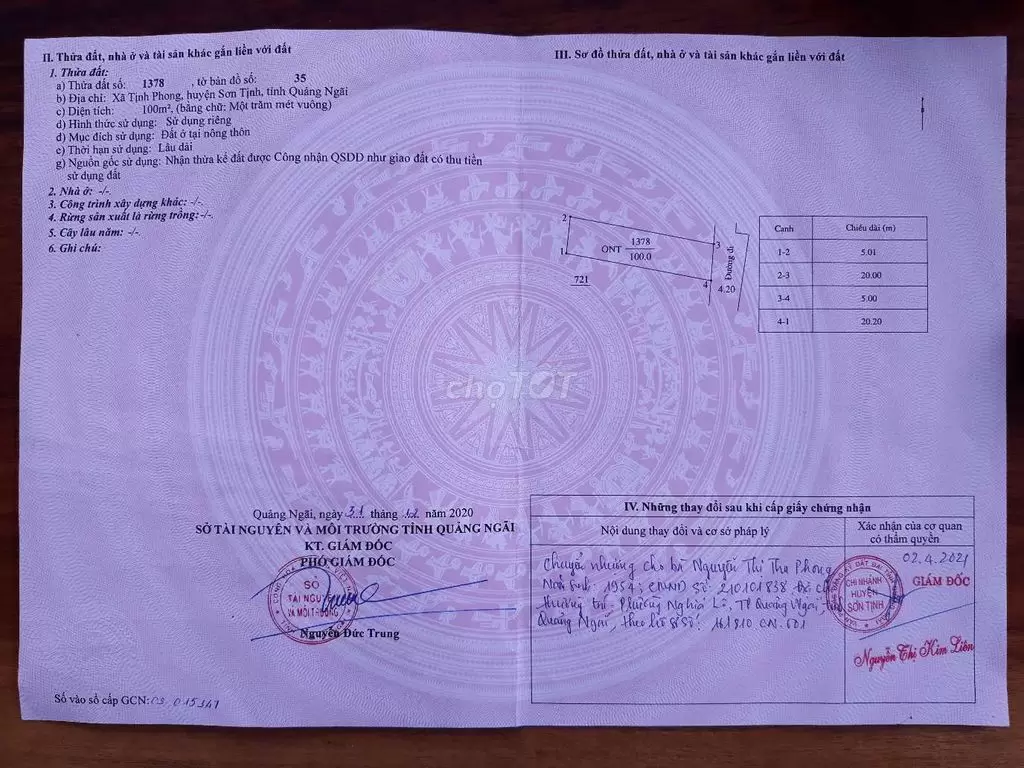 II. Thửa đất, nhà ở và tài sản khác gắn liền với đất
1. Thửa đất:
a) Thửa đất số: 1378 , tờ bản đồ số: 35
b) Địa chỉ: Xã Tịnh Phong, huyện Sơn Tịnh, tỉnh Quảng Ngãi
c) Diện tích: 100m², (bằng chữ: Một trăm mét vuông)
d) Hình thức sử dụng: Sử dụng riêng
đ) Mục đích sử dụng: Đất ở tại nông thôn
e) Thời hạn sử dụng: Lâu dài
g) Nguồn gốc sử dụng: Nhận thừa kế đất được Công nhận QSDĐ như giao đất có thu tiền
sử dụng đất
2. Nhà ở: -/-.
3. Công trình xây dựng khác: -/-.
4. Rừng sản xuất là rừng trồng:-/-.
5. Cây lâu năm: -/-.
6. Ghi chú:
Quảng Ngãi, ngày 31 tháng 12 năm 2020
SỞ TÀI NGUYÊN VÀ MÔI TRƯỜNG TỈNH QUẢNG NGÃI
KT. GIÁM ĐỐC
PHÓ GIÁM ĐỐC
SỞ
TÀI NGUYÊN
VÀ MÔI TRƯỜNG
Nguyễn Đức Trung
Số vào sổ cấp GCN: 03 015341
III. Sơ đồ thửa đất, nhà ở và tài sản khác gắn liền với đất
2
1
ONT 1378
100.0
3
4
721
Đường đi
4.20
Cạnh Chiều dài (m)
1-2 5.01
2-3 20.00
3-4 5.00
4-1 20.20
chợTỐT
IV. Những thay đổi sau khi cấp giấy chứng nhận
Nội dung thay đổi và cơ sở pháp lý
Xác nhận của cơ quan
có thẩm quyền
Chuyển nhượng cho bà Nguyễn Thị Thu Phong
Năm sinh: 1954; CMND số: 210101838 Địa chỉ
thường trú: Phường Nghĩa Lộ, TP Quảng Ngãi, tỉnh
Quảng Ngãi, theo hồ sơ số: 161810.CN.001
02.4.2021
GIÁM ĐỐC
CHI NHÁNH
HUYỆN
SƠN TỊNH
Nguyễn Thị Kim Liên